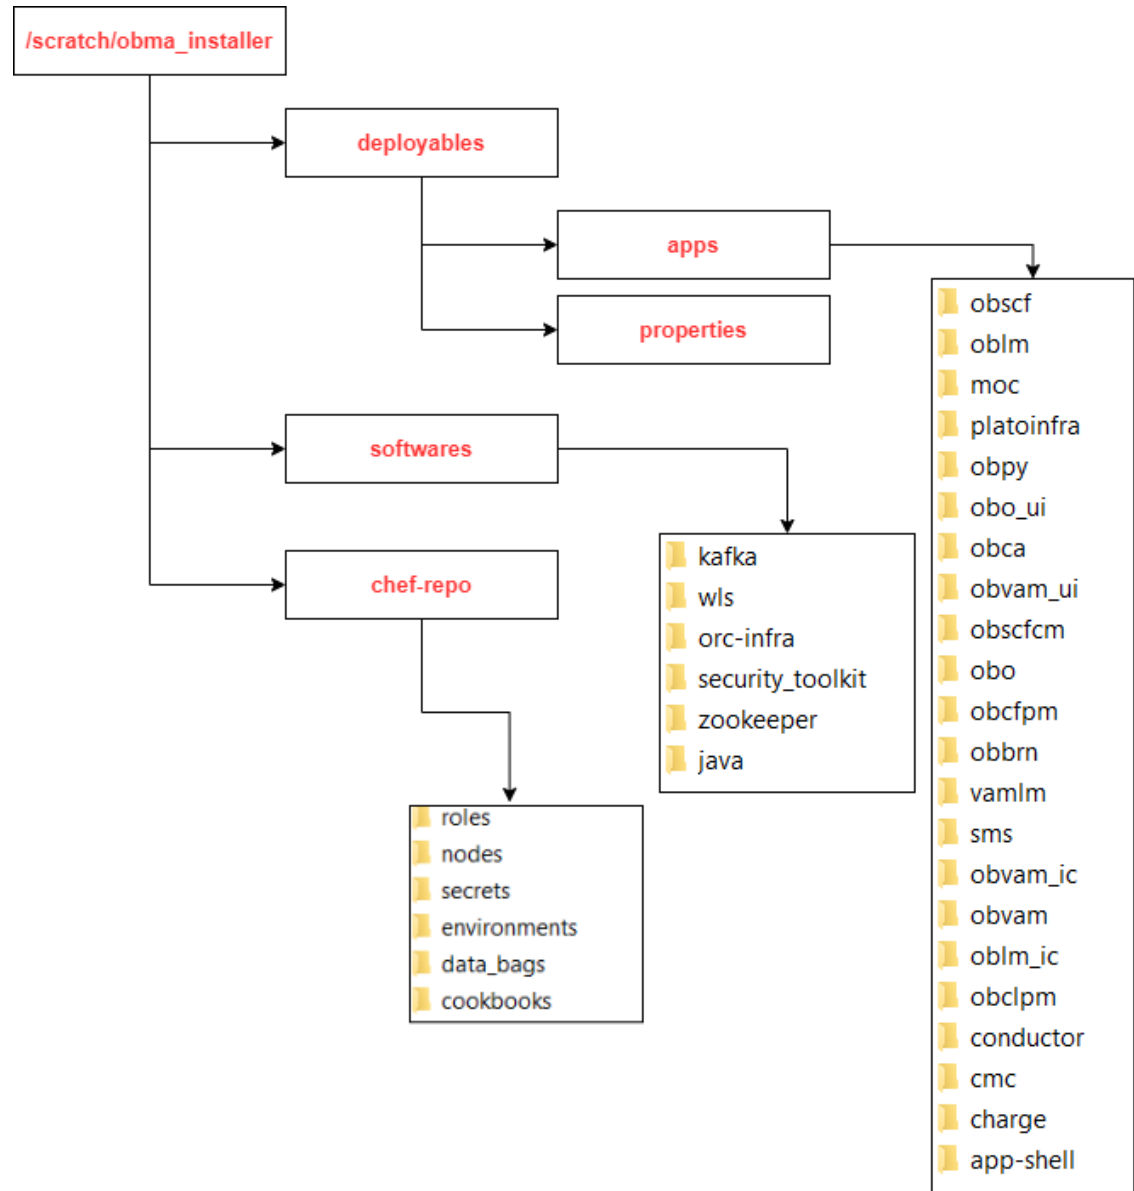 /scratch/obma_installer
deployables
apps
properties
obscf
oblm
moc
platoinfra
obpy
obo_ui
obca
obvam_ui
obscfcm
obo
obcfpm
obbrn
vamlm
sms
obvam_ic
obvam
oblm_ic
obclpm
conductor
cmc
charge
app-shell
softwares
kafka
wls
orc-infra
security_toolkit
zookeeper
java
chef-repo
roles
nodes
secrets
environments
data_bags
cookbooks